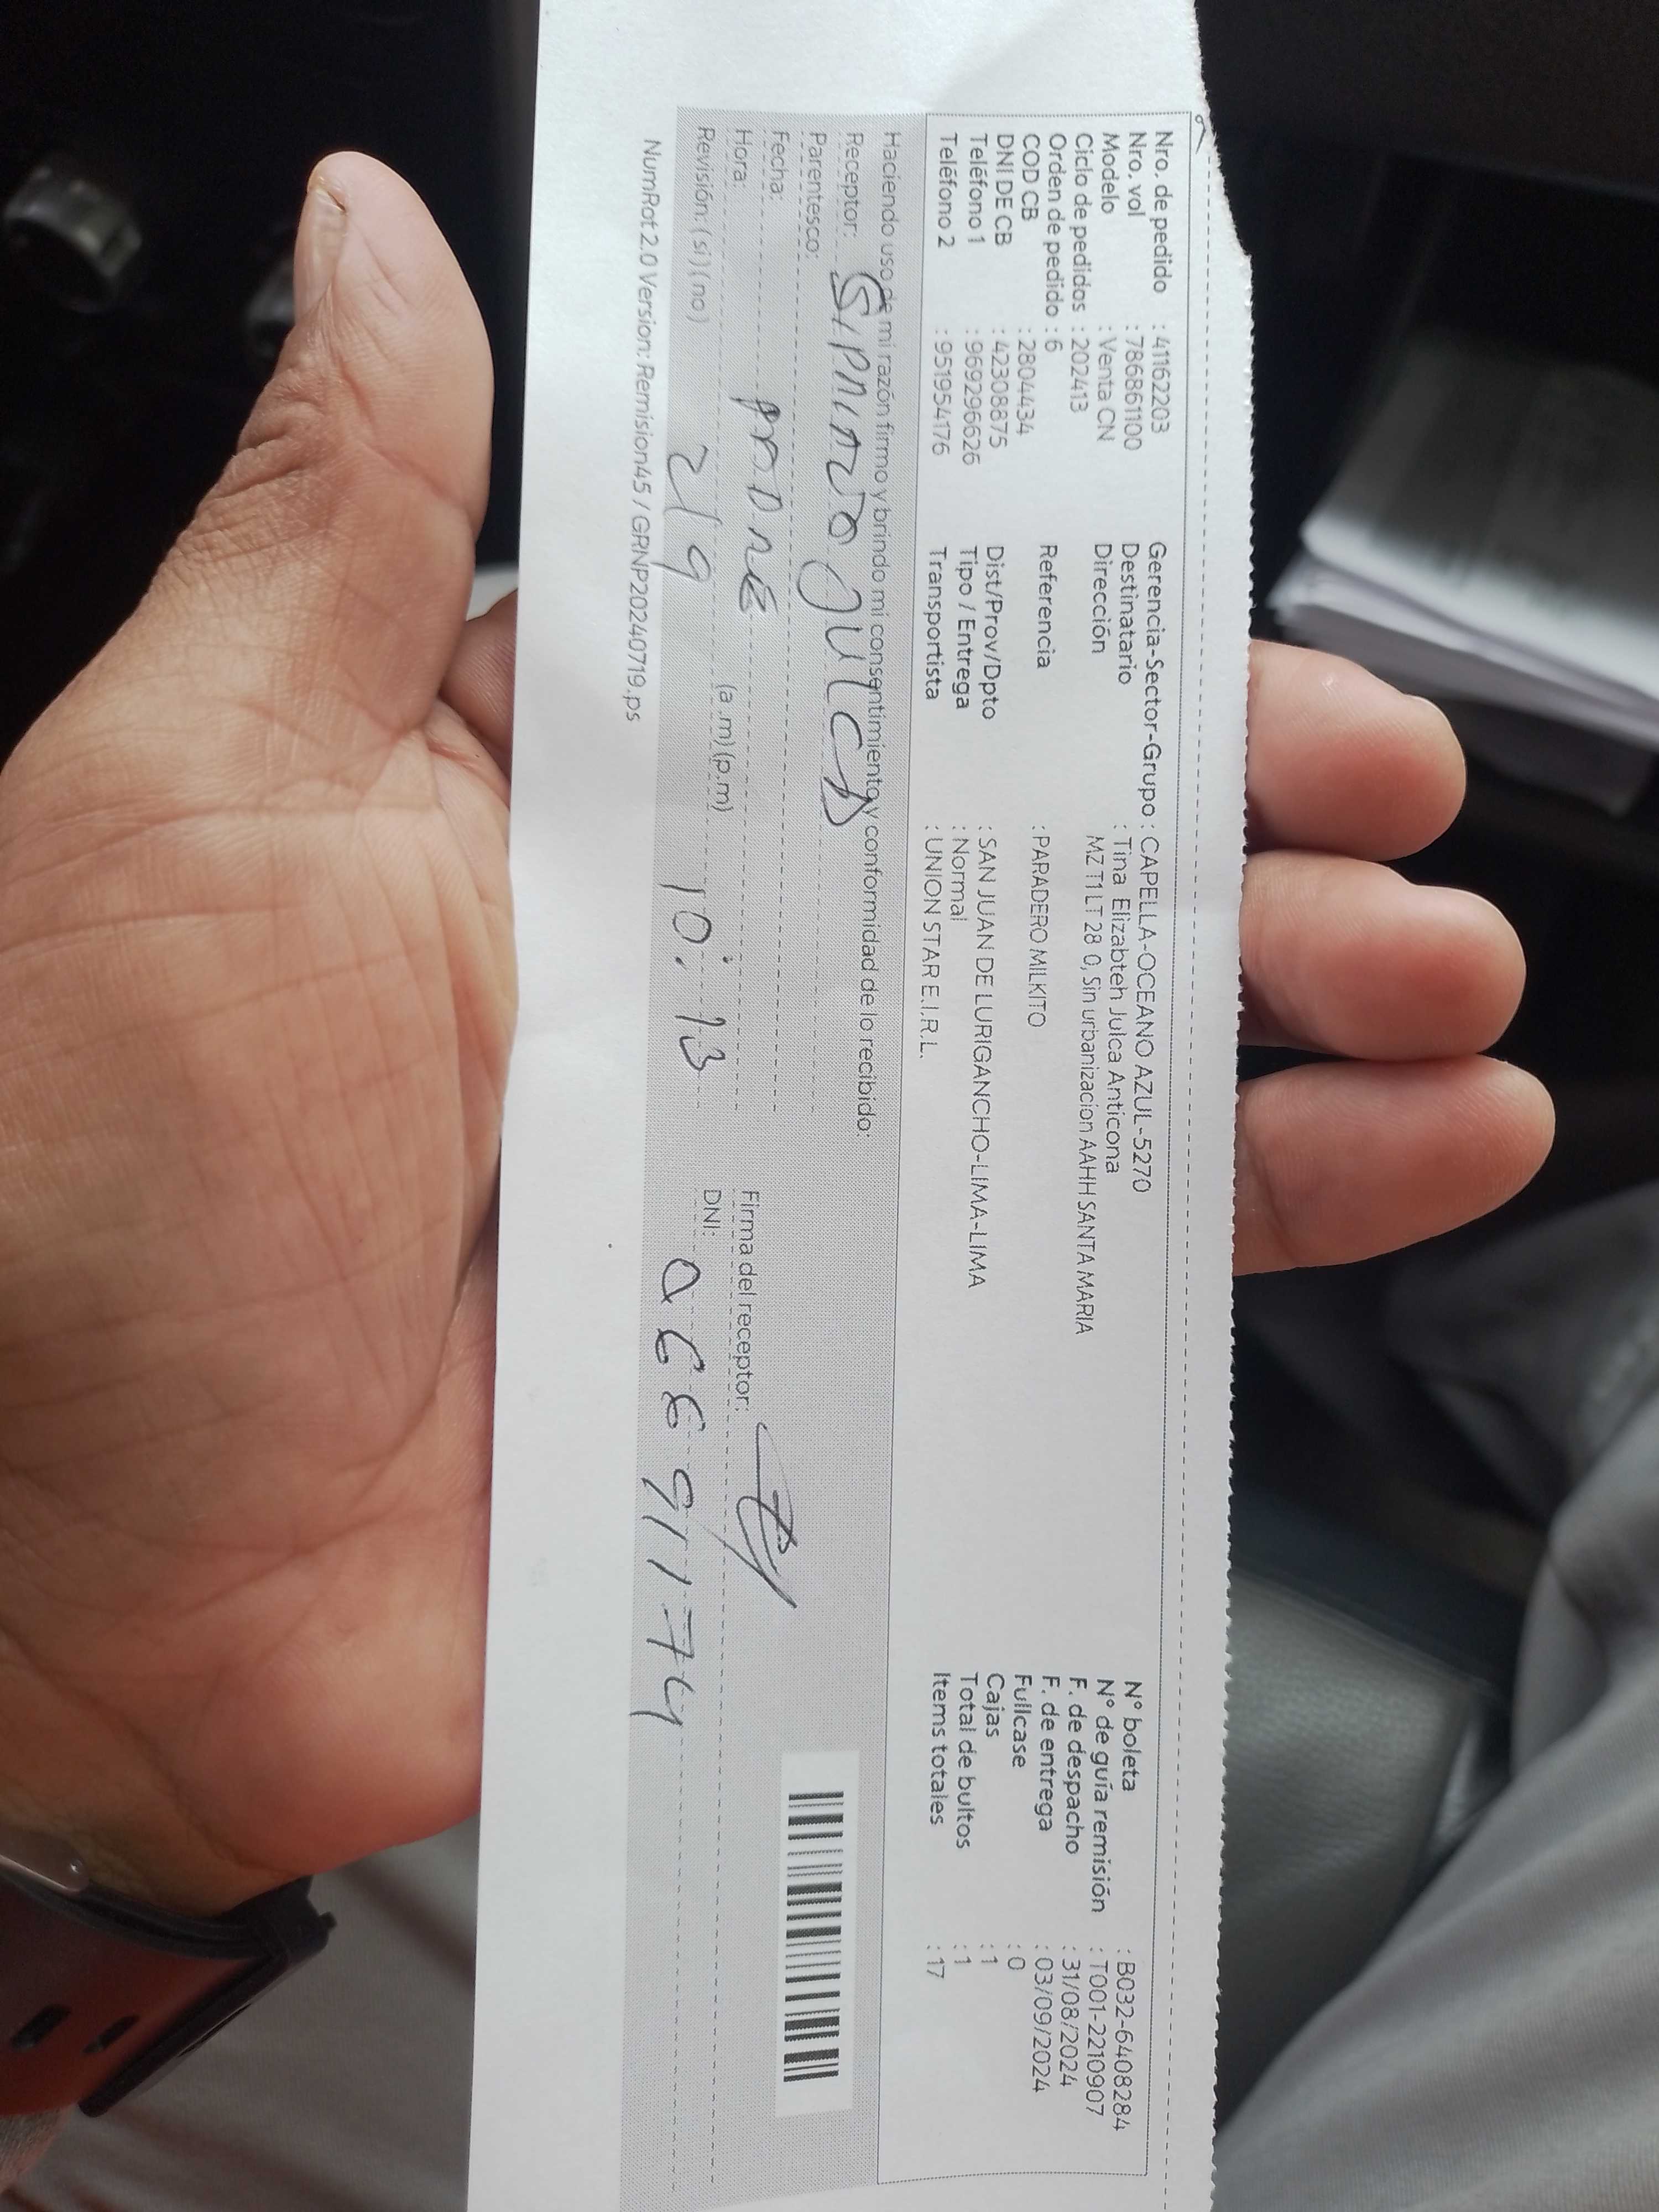 Nro. de pedido : 41162203
Nro. vol : 786861100
Modelo : Venta CN
Ciclo de pedidos : 202413
Orden de pedido : 6
COD CB : 2804434
DNI DE CB : 42308875
Teléfono 1 : 969296626
Teléfono 2 : 951954176
Gerencia-Sector-Grupo : CAPELLA-OCEANO AZUL-5270
Destinatario : Tina Elizabteh Julca Anticona
Dirección MZ T1 LT 28 0, Sin urbanizacion AAHH SANTA MARIA
Referencia : PARADERO MILKITO
Dist/Prov/Dpto : SAN JUAN DE LURIGANCHO-LIMA-LIMA
Tipo / Entrega : Normal
Transportista : UNION STAR E.I.R.L.
N° boleta : B032-6408284
N° de guía remisión : T001-2210907
F. de despacho : 31/08/2024
F. de entrega : 03/09/2024
Fullcase : 0
Cajas : 1
Total de bultos : 1
Items totales : 17
Haciendo uso de mi razón firmo y brindo mi consentimiento y conformidad de lo recibido:
Receptor: Julca
Parentesco:
Fecha:
Hora: (a .m)(p.m)
Revisión: (si) (no) 2/9 10:13
Firma del receptor:
DNI:
NumRot 2.0 Version: Remision45 / GRNP20240719.ps